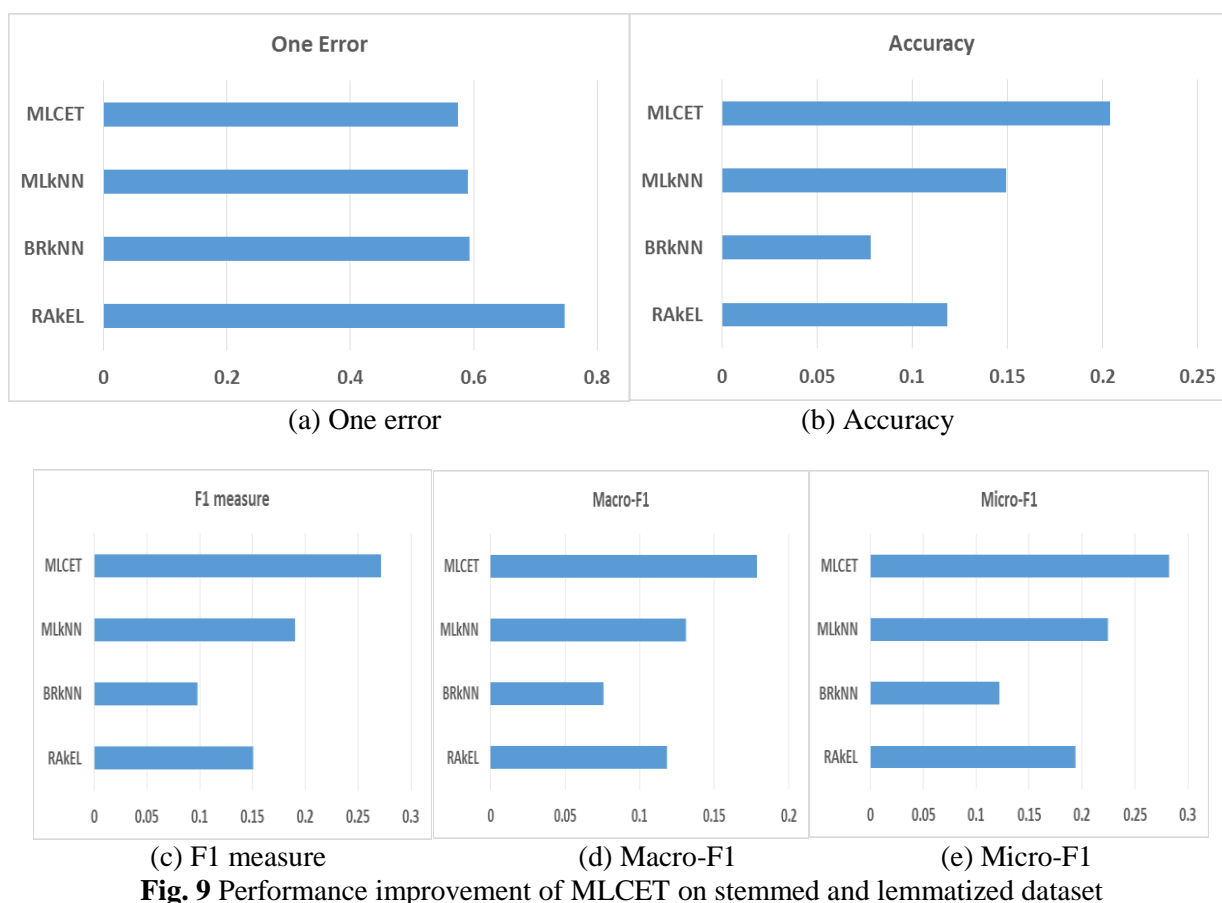 One Error
MLCET
MLkNN
BRkNN
RAkEL
0 0.2 0.4 0.6 0.8
(a) One error
Accuracy
MLCET
MLkNN
BRkNN
RAkEL
0 0.05 0.1 0.15 0.2 0.25
(b) Accuracy
F1 measure
MLCET
MLkNN
BRkNN
RAkEL
0 0.05 0.1 0.15 0.2 0.25 0.3
(c) F1 measure
Macro-F1
MLCET
MLkNN
BRkNN
RAkEL
0 0.05 0.1 0.15 0.2
(d) Macro-F1
Micro-F1
MLCET
MLkNN
BRkNN
RAkEL
0 0.05 0.1 0.15 0.2 0.25 0.3
(e) Micro-F1
Fig. 9 Performance improvement of MLCET on stemmed and lemmatized dataset